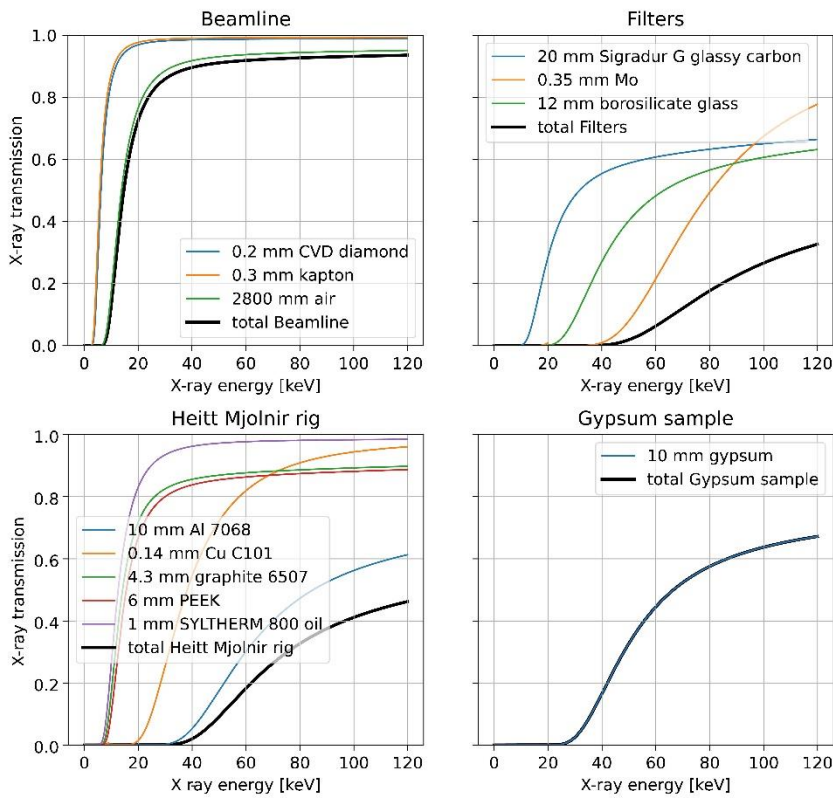 Beamline
1.0
0.8
0.6
0.4
0.2
0.0
X-ray transmission
0.2 mm CVD diamond
0.3 mm kapton
2800 mm air
total Beamline
0 20 40 60 80 100 120
X-ray energy [keV]
Filters
20 mm Sigradur G glassy carbon
0.35 mm Mo
12 mm borosilicate glass
total Filters
0 20 40 60 80 100 120
X-ray energy [keV]
Heitt Mjolnir rig
1.0
0.8
0.6
0.4
0.2
0.0
X-ray transmission
10 mm Al 7068
0.14 mm Cu C101
4.3 mm graphite 6507
6 mm PEEK
1 mm SYLTHERM 800 oil
total Heitt Mjolnir rig
0 20 40 60 80 100 120
X ray energy [keV]
Gypsum sample
10 mm gypsum
total Gypsum sample
0 20 40 60 80 100 120
X-ray energy [keV]